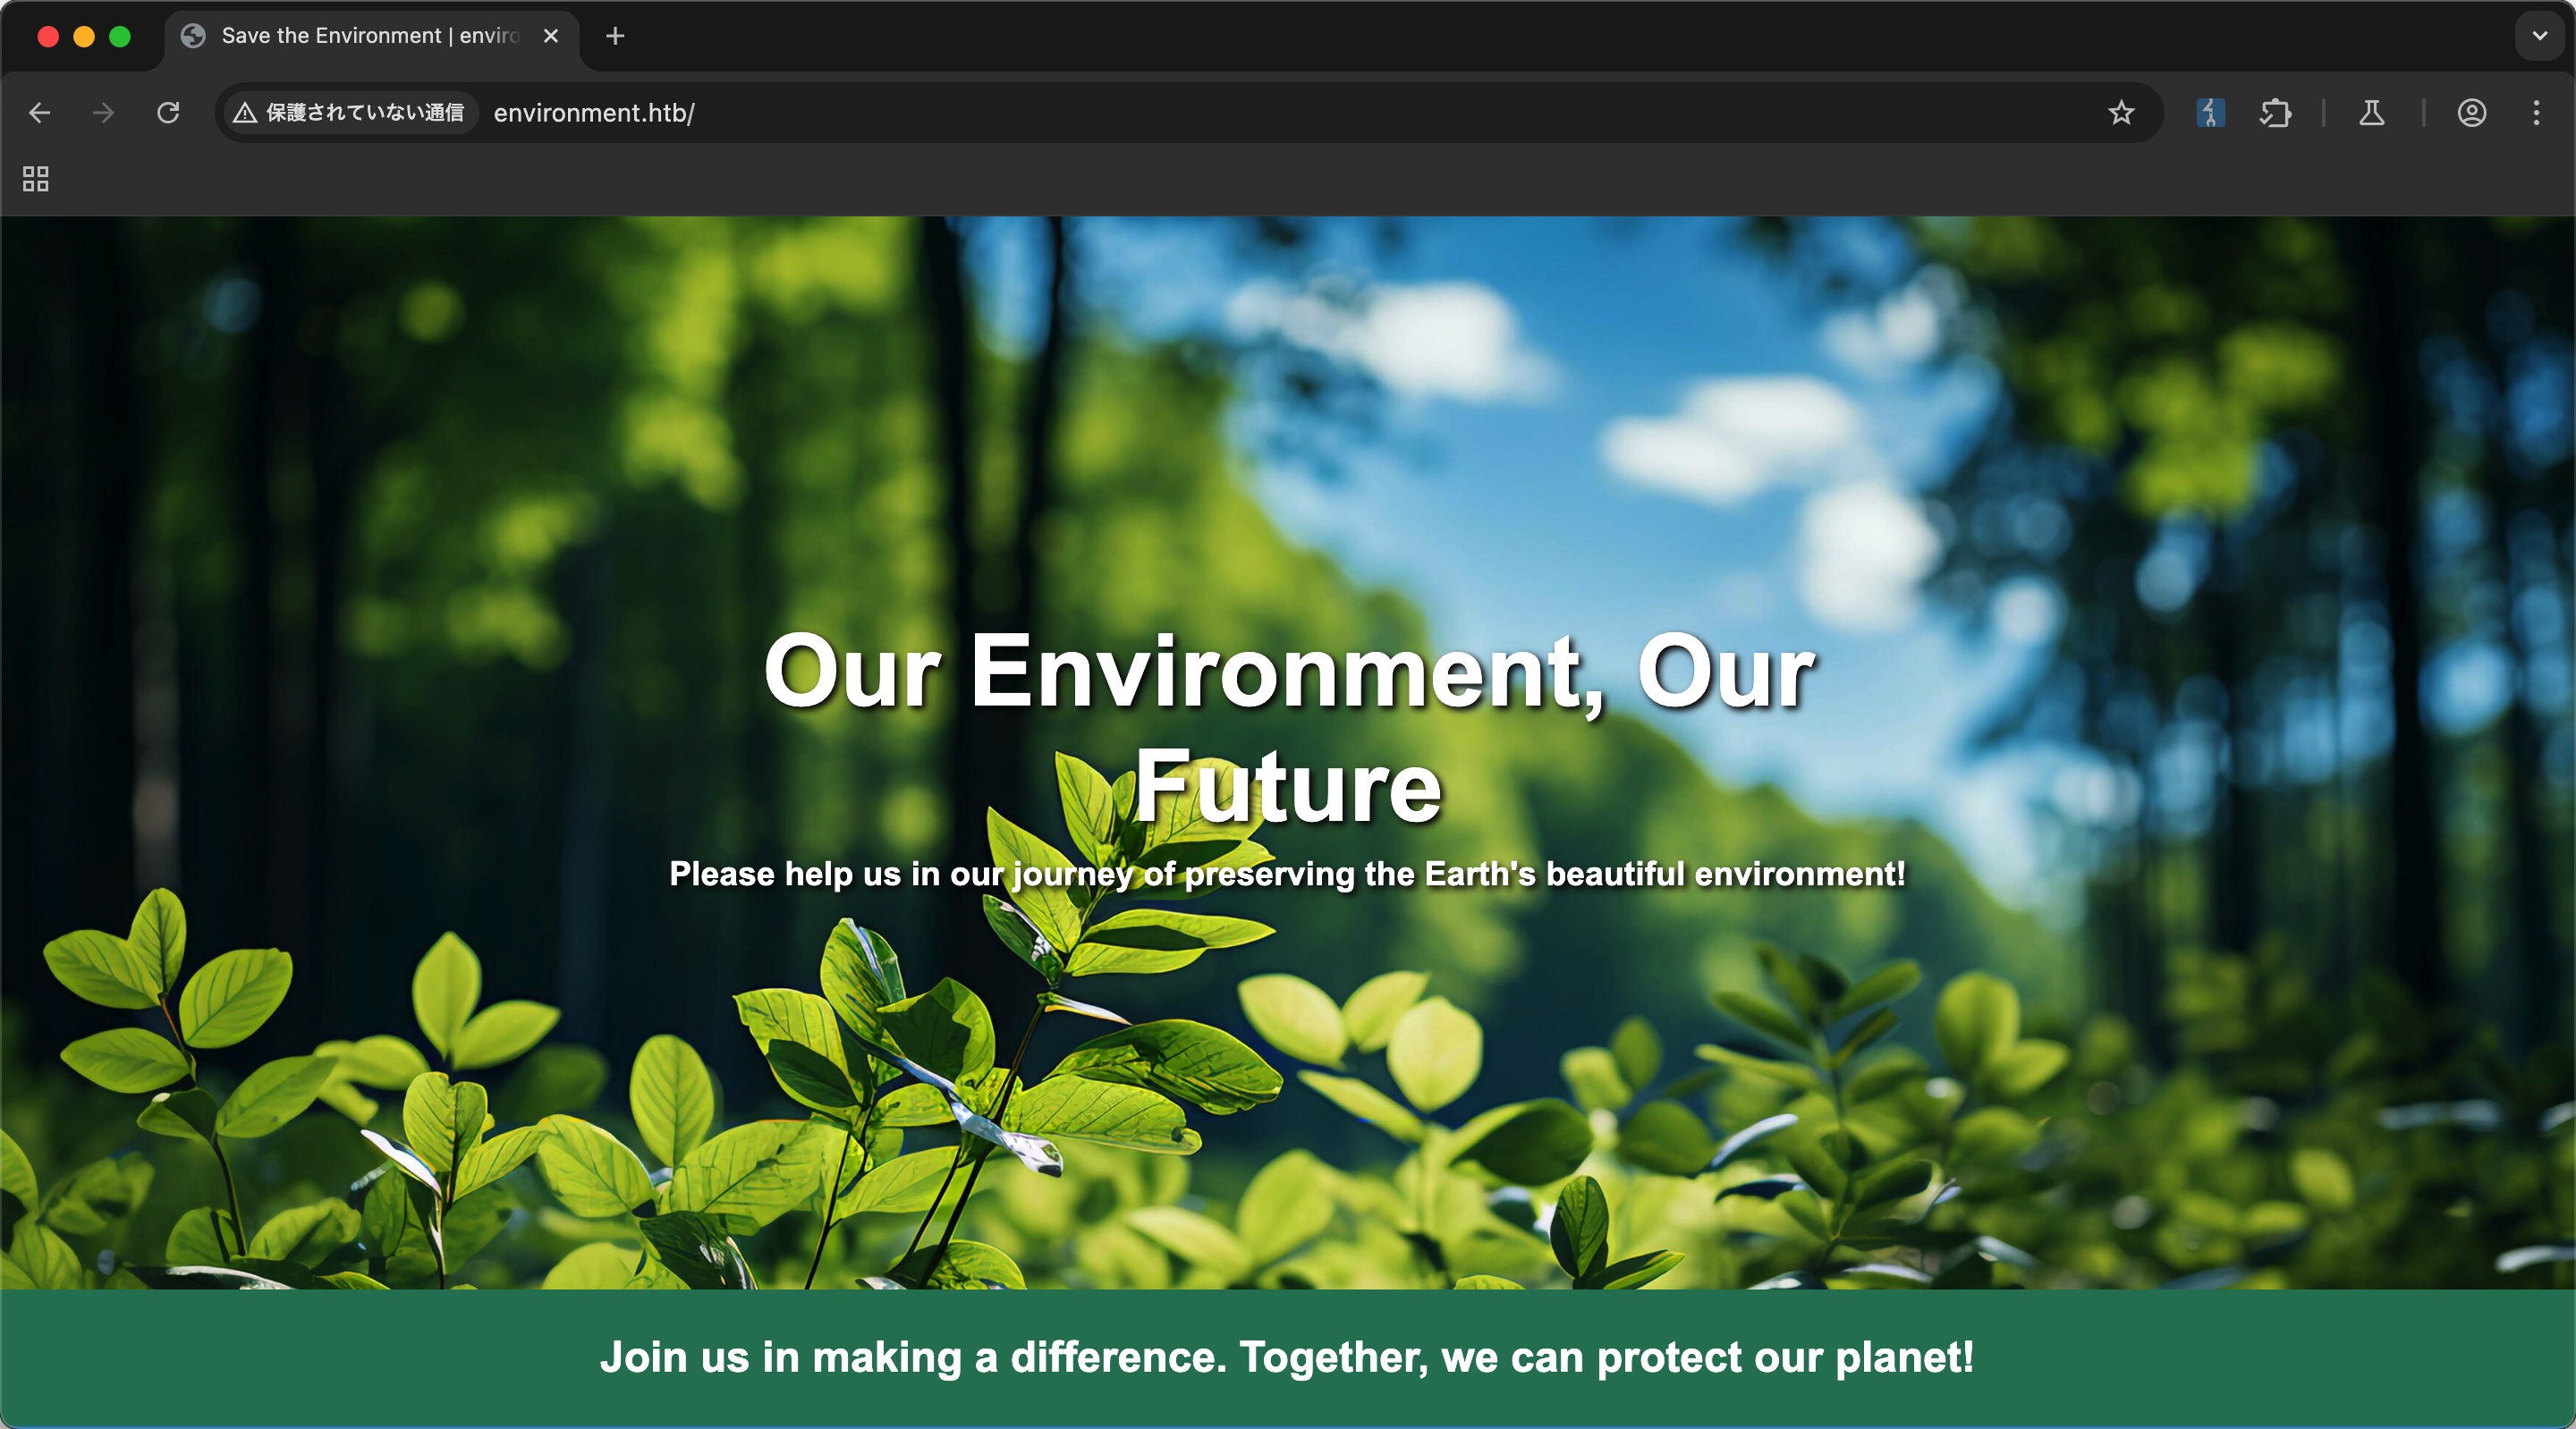 Save the Environment | enviro
保護されていない通信 environment.htb/
Our Environment, Our
Future
Please help us in our journey of preserving the Earth's beautiful environment!
Join us in making a difference. Together, we can protect our planet!